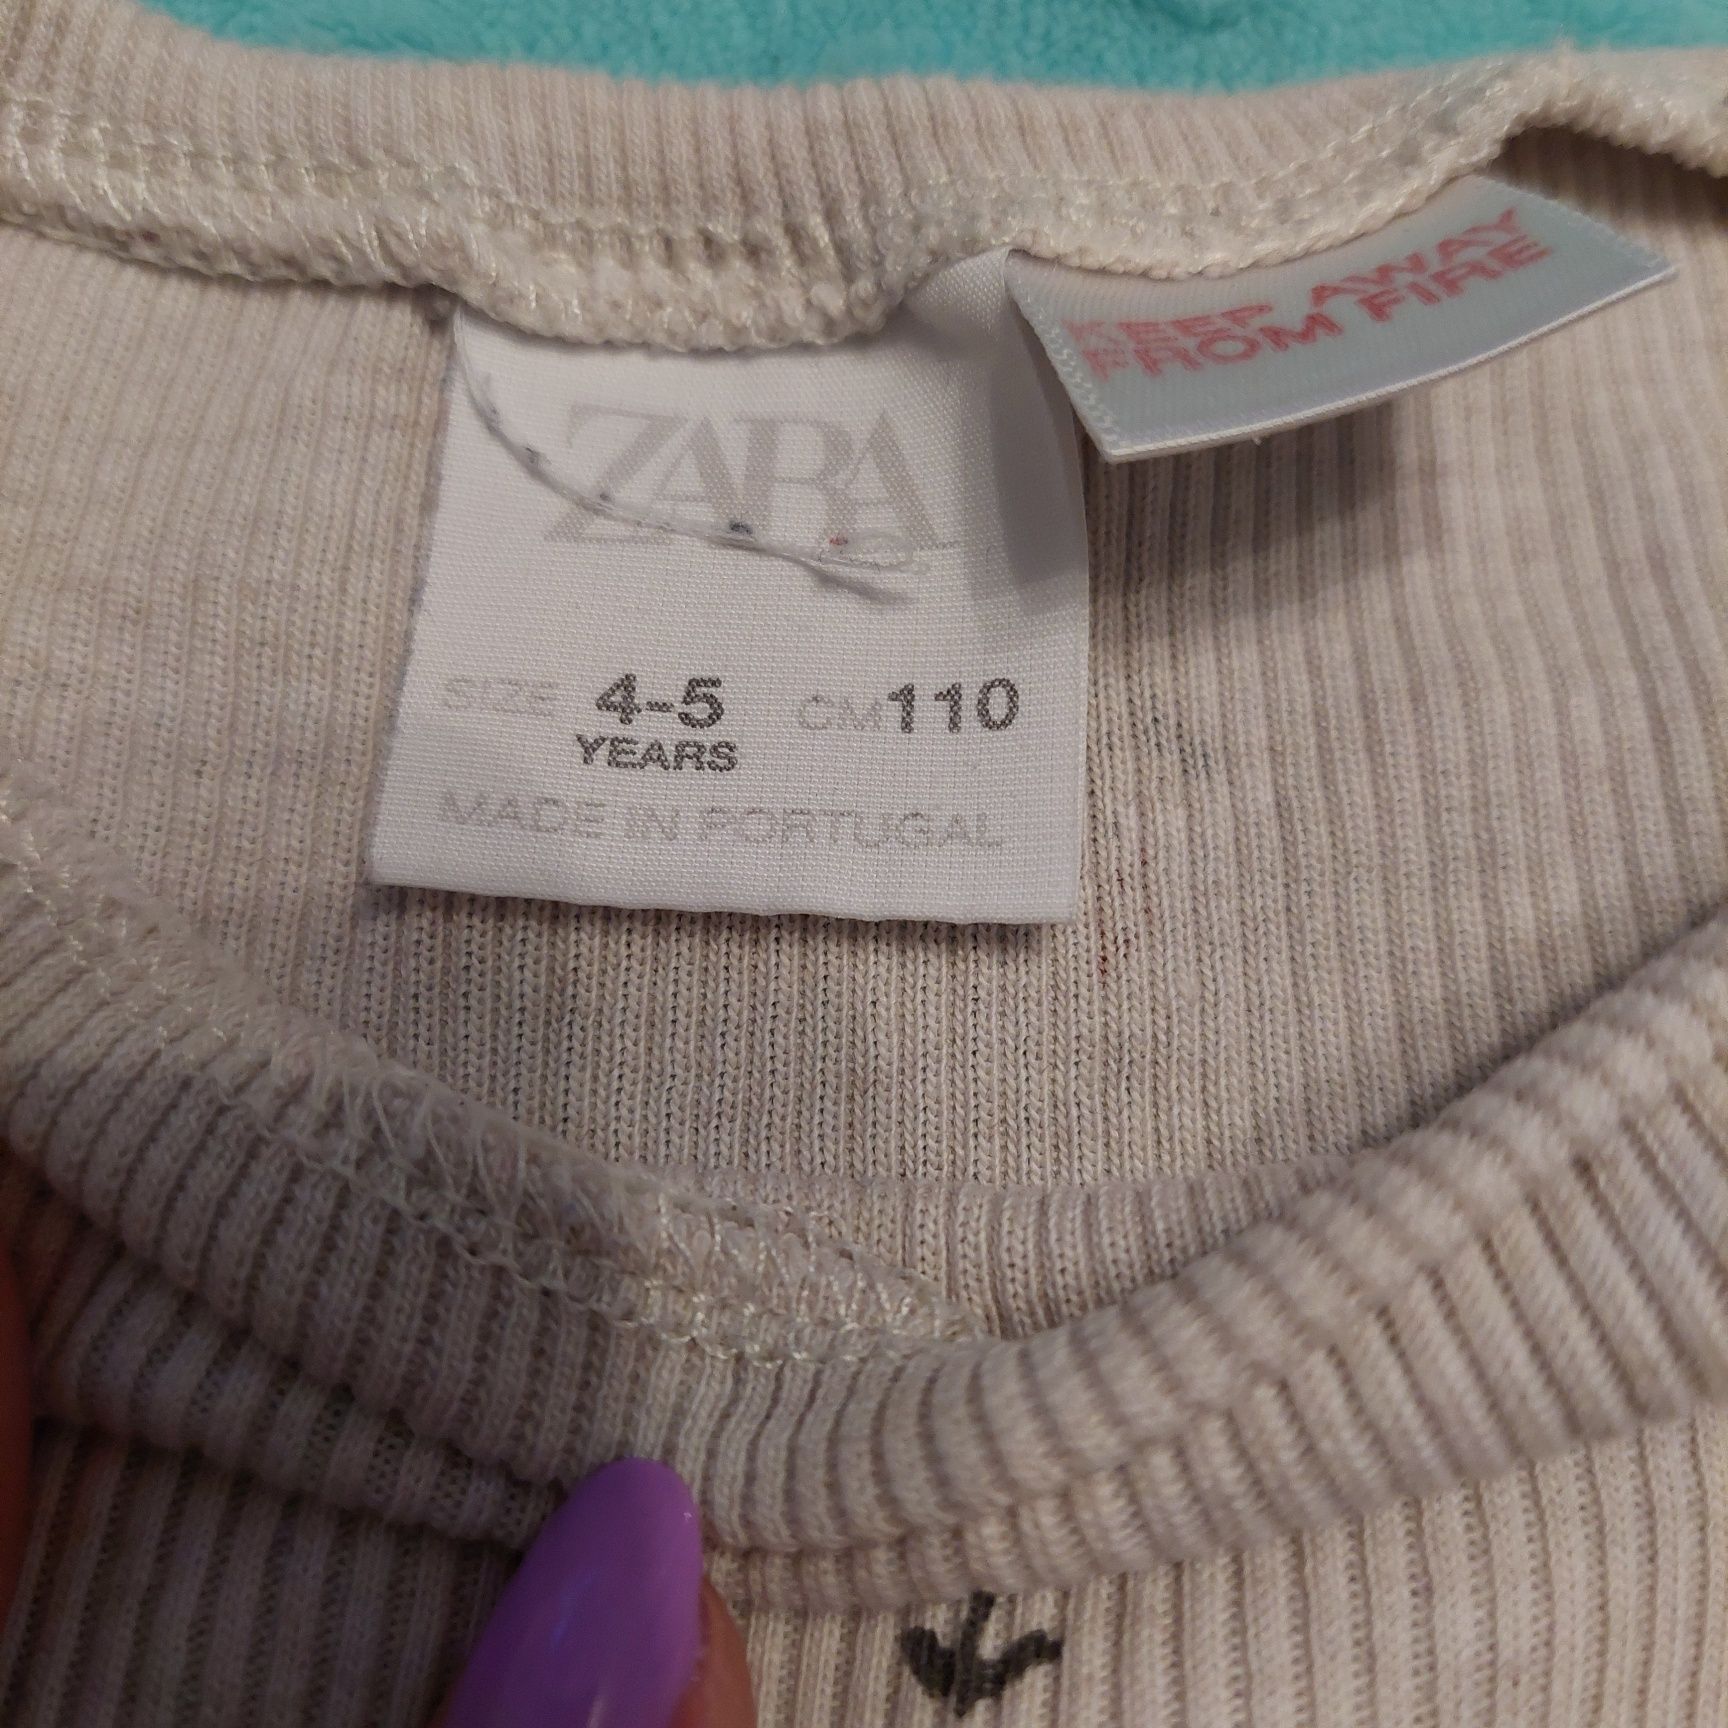 KEEP AWAY
FROM FIRE
ZARA
SIZE 4-5 CM 110
YEARS
MADE IN PORTUGAL